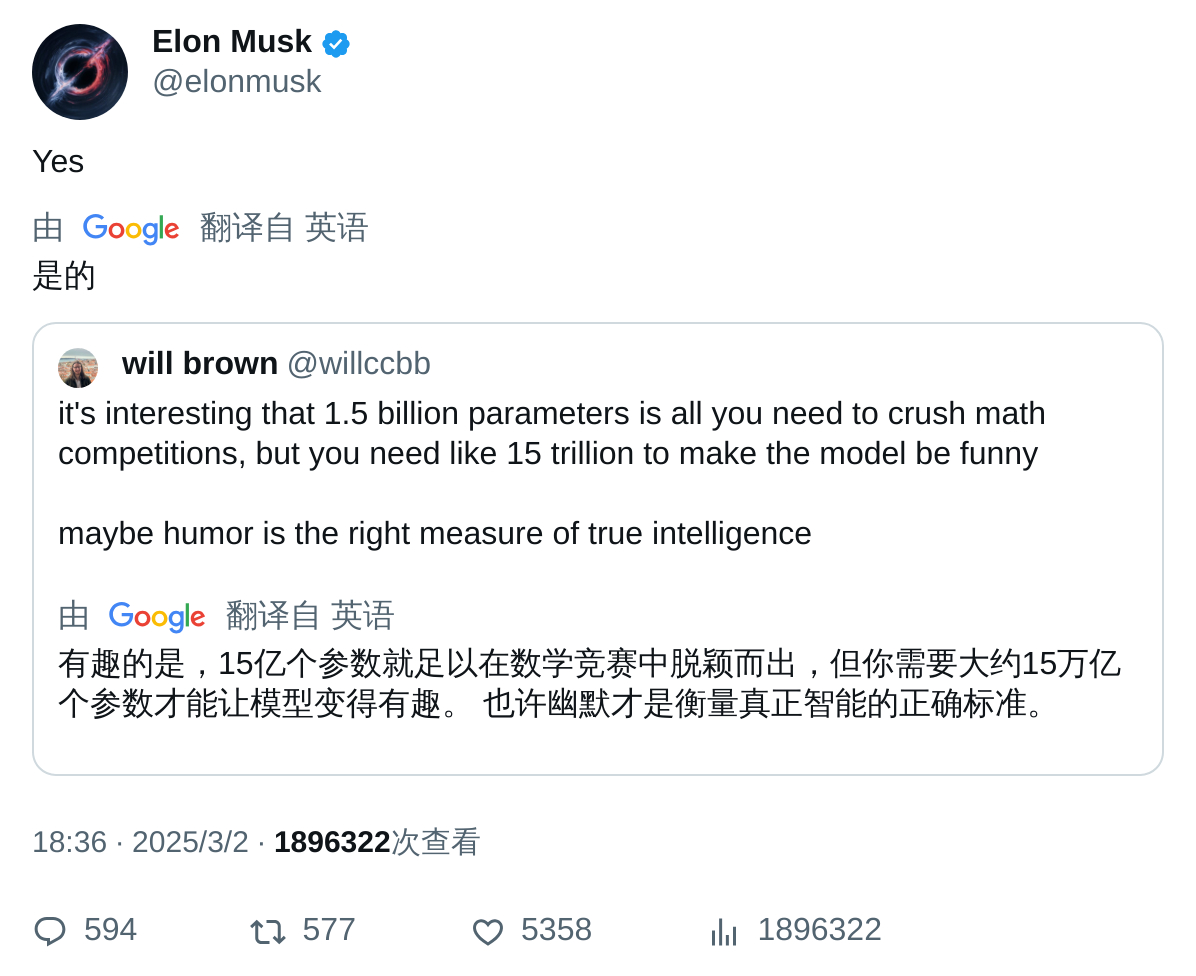 Elon Musk
@elonmusk
Yes
由 Google 翻译自 英语
是的
will brown @willccbb
it's interesting that 1.5 billion parameters is all you need to crush math
competitions, but you need like 15 trillion to make the model be funny
maybe humor is the right measure of true intelligence
由 Google 翻译自 英语
有趣的是，15亿个参数就足以在数学竞赛中脱颖而出，但你需要大约15万亿
个参数才能让模型变得有趣。 也许幽默才是衡量真正智能的正确标准。
18:36 · 2025/3/2 · 1896322次查看
594 577 5358 1896322